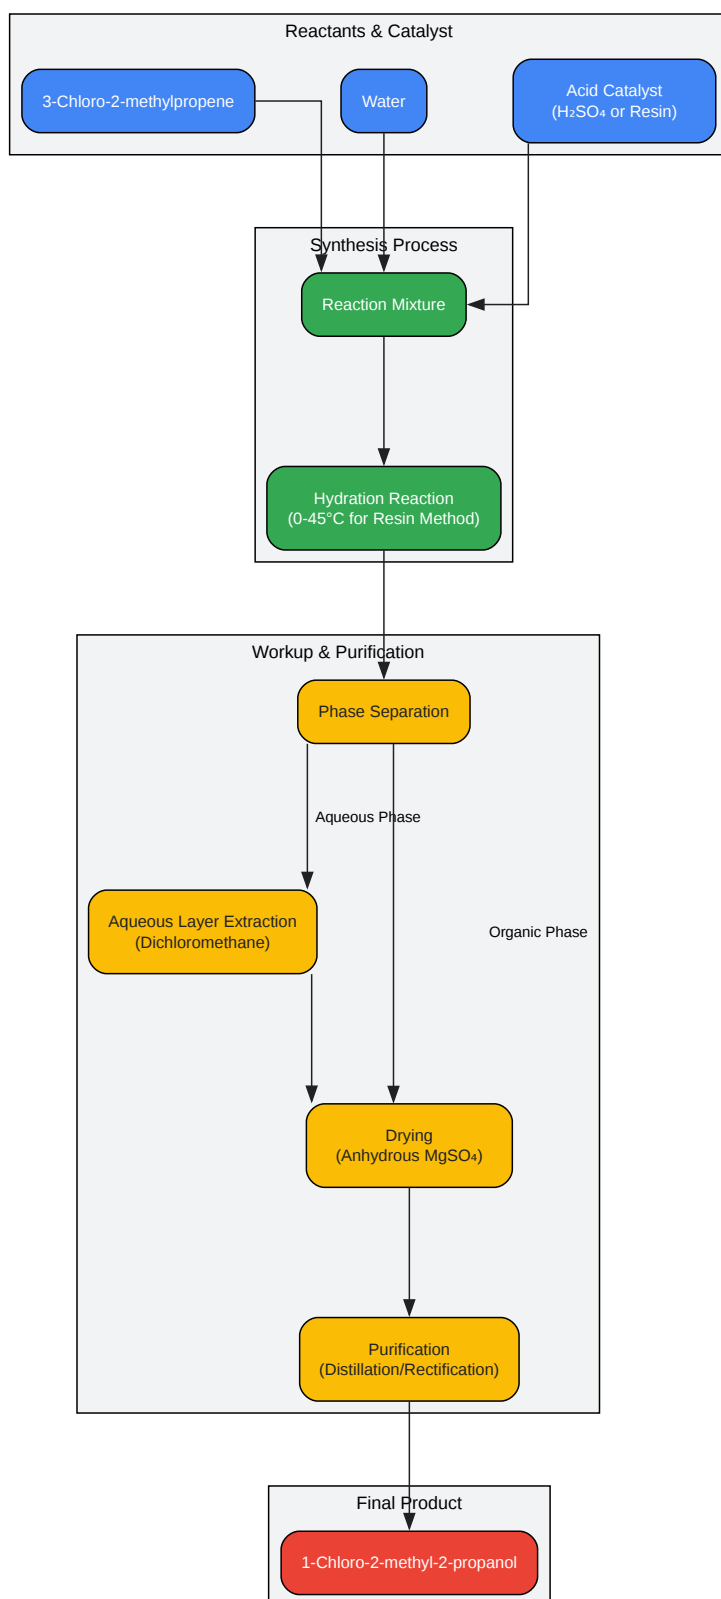 Reactants & Catalyst
3-Chloro-2-methylpropene
Water
Acid Catalyst
(H₂SO₄ or Resin)
Synthesis Process
Reaction Mixture
Hydration Reaction
(0-45°C for Resin Method)
Workup & Purification
Phase Separation
Aqueous Phase
Aqueous Layer Extraction
(Dichloromethane)
Organic Phase
Drying
(Anhydrous MgSO₄)
Purification
(Distillation/Rectification)
Final Product
1-Chloro-2-methyl-2-propanol